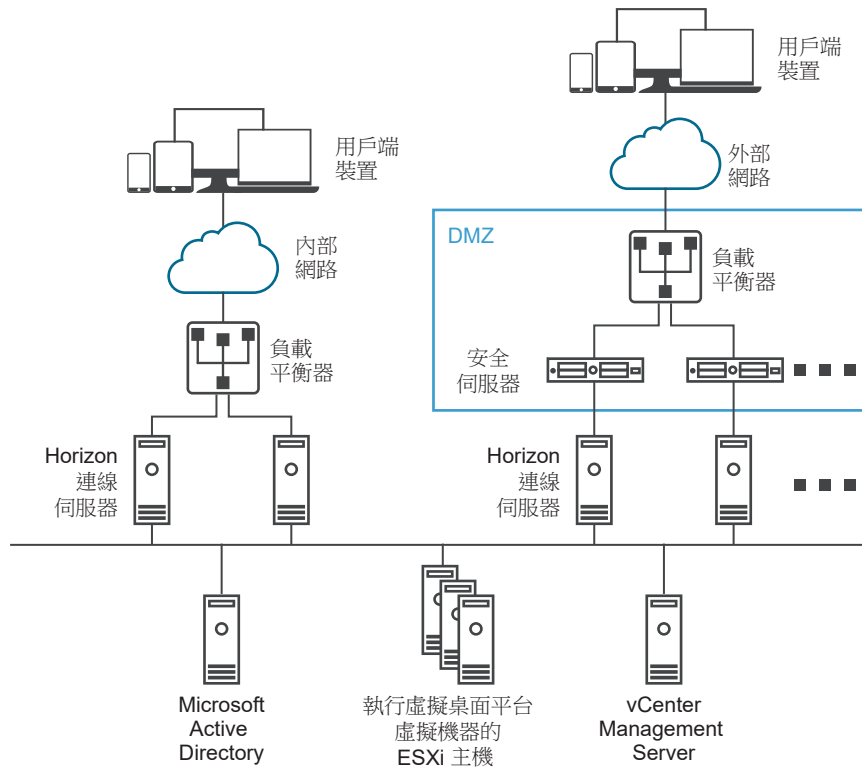 用戶端
裝置
外部
網路
DMZ
負載
平衡器
安全
伺服器
Horizon
連線
伺服器
用戶端
裝置
內部
網路
負載
平衡器
Horizon
連線
伺服器
Microsoft
Active
Directory
執行虛擬桌面平台
虛擬機器的
ESXi 主機
vCenter
Management
Server